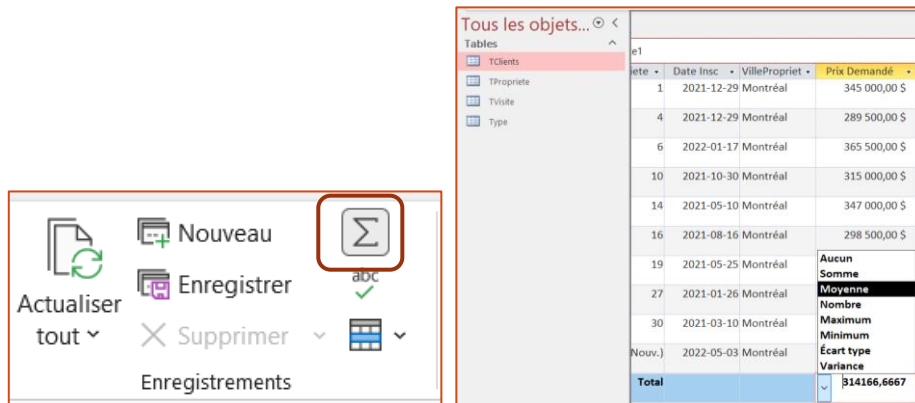 Nouveau
Enregistrer
Actualiser
tout
Supprimer
abc
Enregistrements
Tous les objets...
Tables
TClients
TPropriete
TVisite
Type
e1
iete Date Insc VillePropriet Prix Demandé
1 2021-12-29 Montréal 345 000,00 $
4 2021-12-29 Montréal 289 500,00 $
6 2022-01-17 Montréal 365 500,00 $
10 2021-10-30 Montréal 315 000,00 $
14 2021-05-10 Montréal 347 000,00 $
16 2021-08-16 Montréal 298 500,00 $
19 2021-05-25 Montréal
27 2021-01-26 Montréal
30 2021-03-10 Montréal
Nouv.) 2022-05-03 Montréal
Aucun
Somme
Moyenne
Nombre
Maximum
Minimum
Écart type
Variance
Total 314166,6667